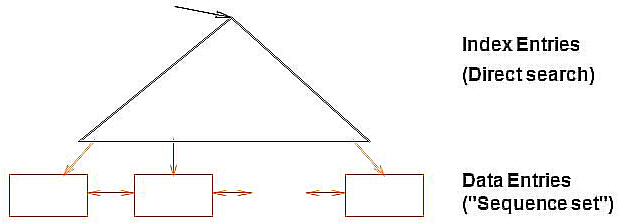 Index Entries
(Direct search)
Data Entries
("Sequence set")